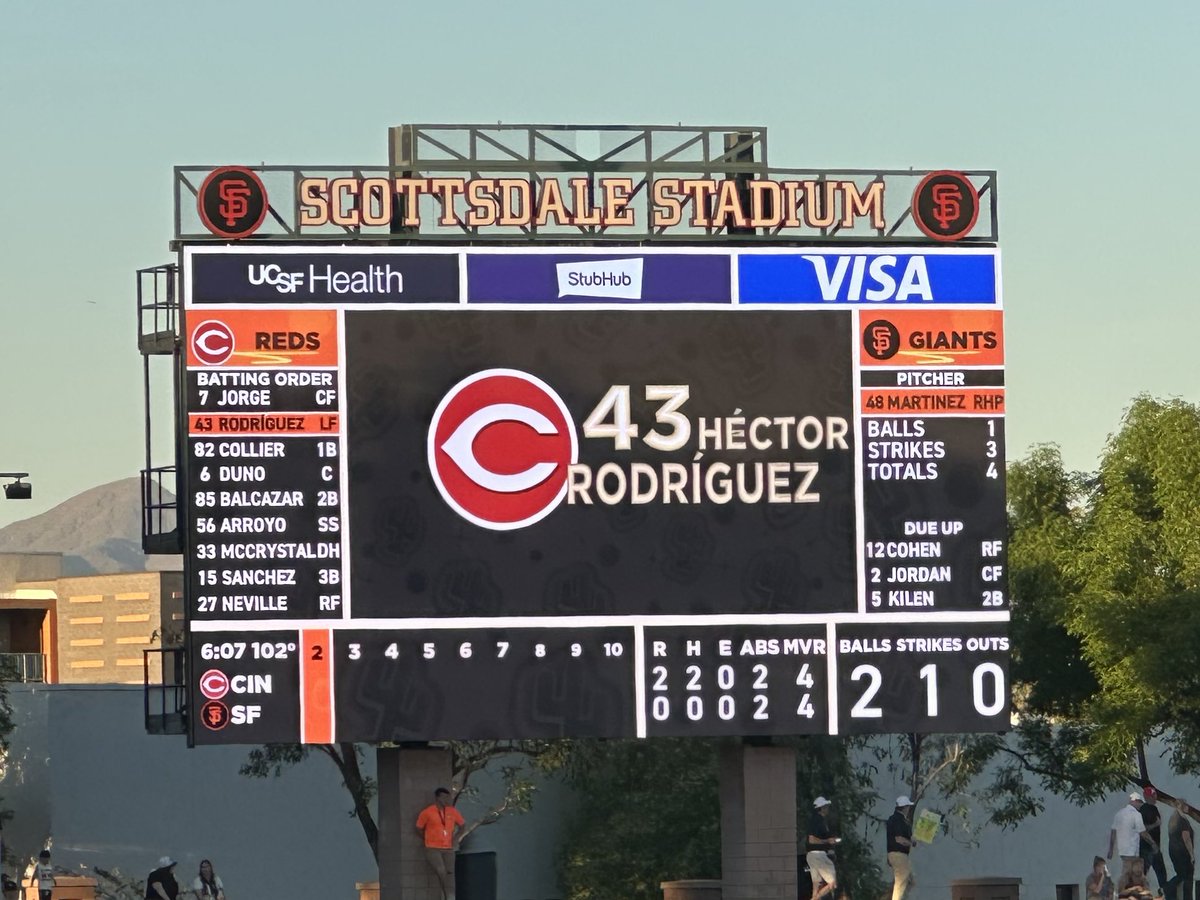 SF SCOTTSDALE STADIUM SF
UCSF Health StubHub VISA
REDS
BATTING ORDER
7 JORGE CF
43 RODRÍGUEZ LF
82 COLLIER 1B
6 DUNO C
85 BALCAZAR 2B
56 ARROYO SS
33 MCCRYSTAL DH
15 SANCHEZ 3B
27 NEVILLE RF
43 HÉCTOR
RODRÍGUEZ
SF GIANTS
PITCHER
48 MARTINEZ RHP
BALLS 1
STRIKES 3
TOTALS 4
DUE UP
12 COHEN RF
2 JORDAN CF
5 KILEN 2B
6:07 102° 2 3 4 5 6 7 8 9 10 R H E ABS MVR
CIN 2 2 0 2 4
SF SF 0 0 0 2 4
BALLS STRIKES OUTS
2 1 0